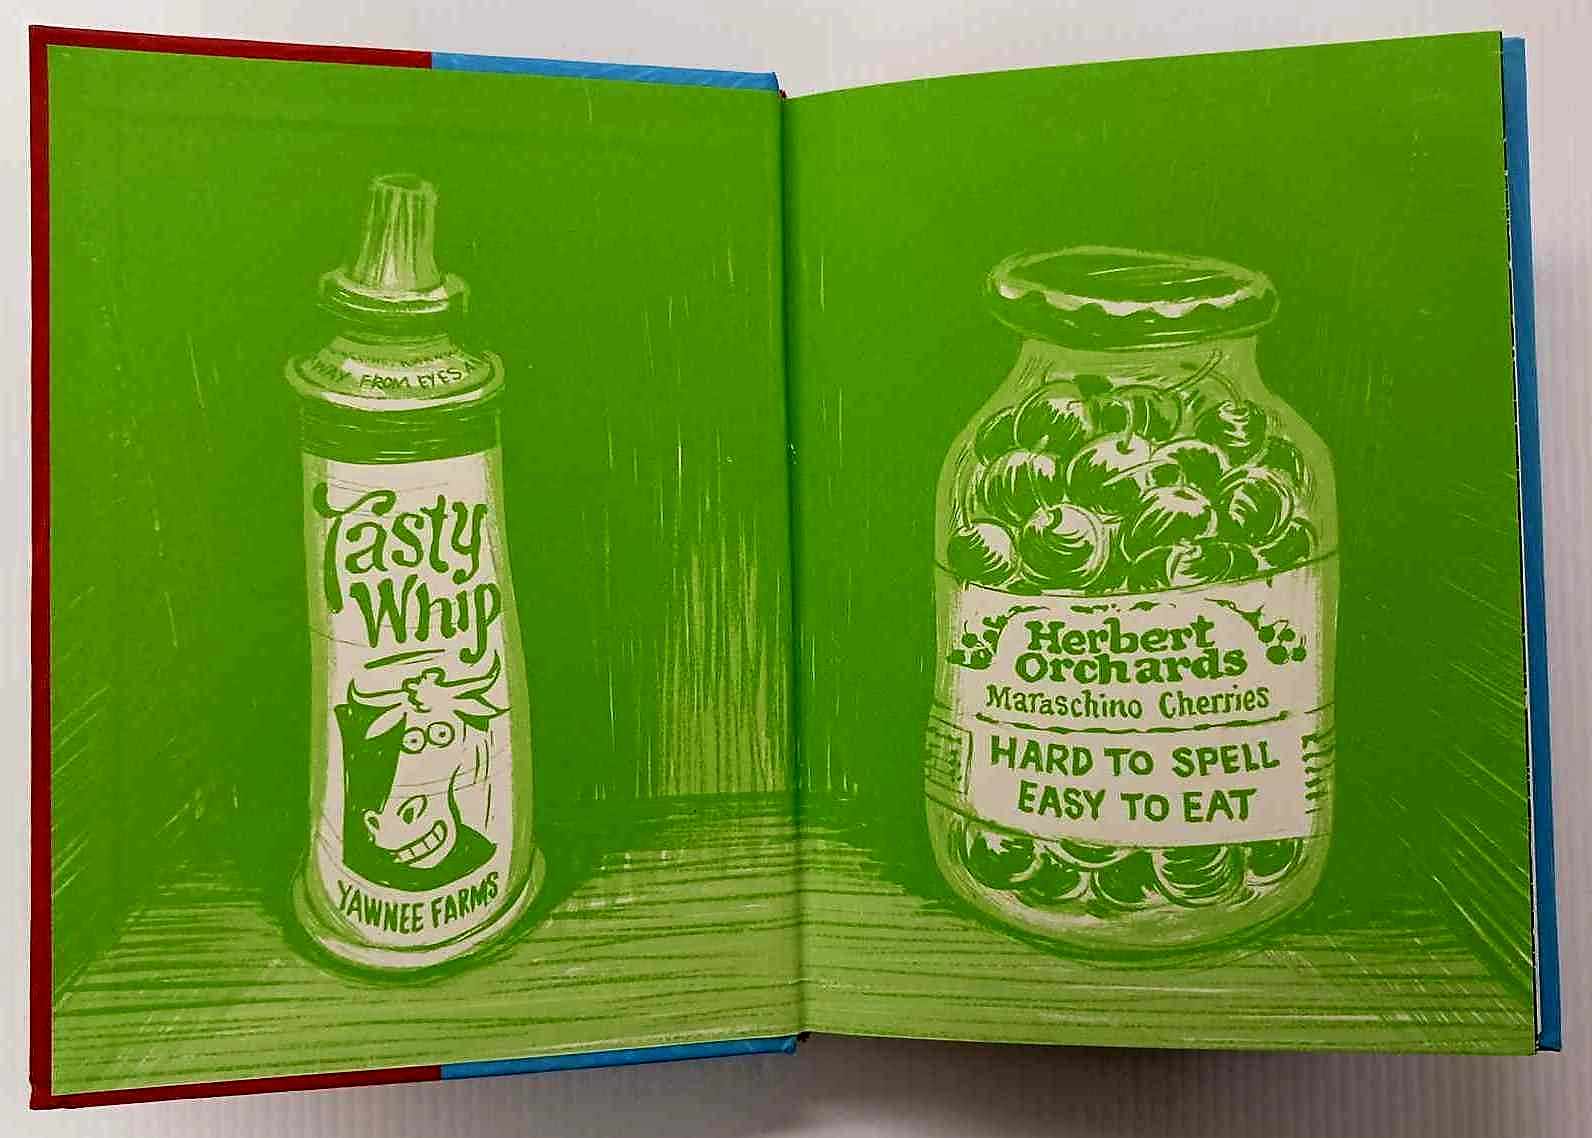 WAY FROM EYES A
Tasty
Whip
YAWNEE FARMS
Herbert
Orchards
Maraschino Cherries
HARD TO SPELL
EASY TO EAT